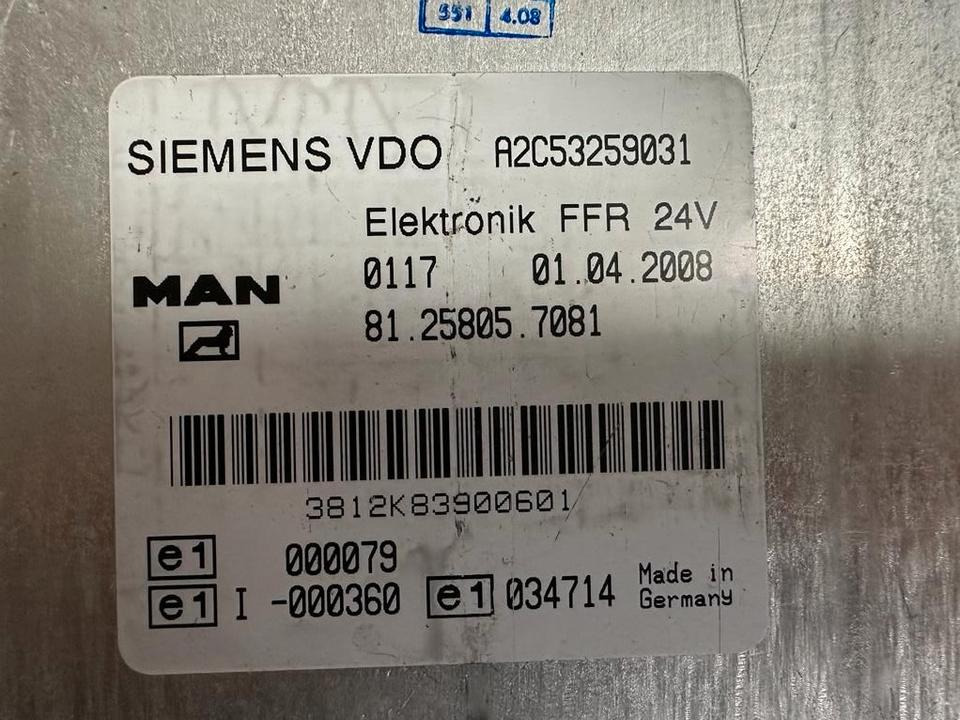 551 4.08
SIEMENS VDO A2C53259031
Elektronik FFR 24V
MAN 0117 01.04.2008
81.25805.7081
3812K83900601
e1 000079
e1 I -000360 e1 034714 Made in Germany